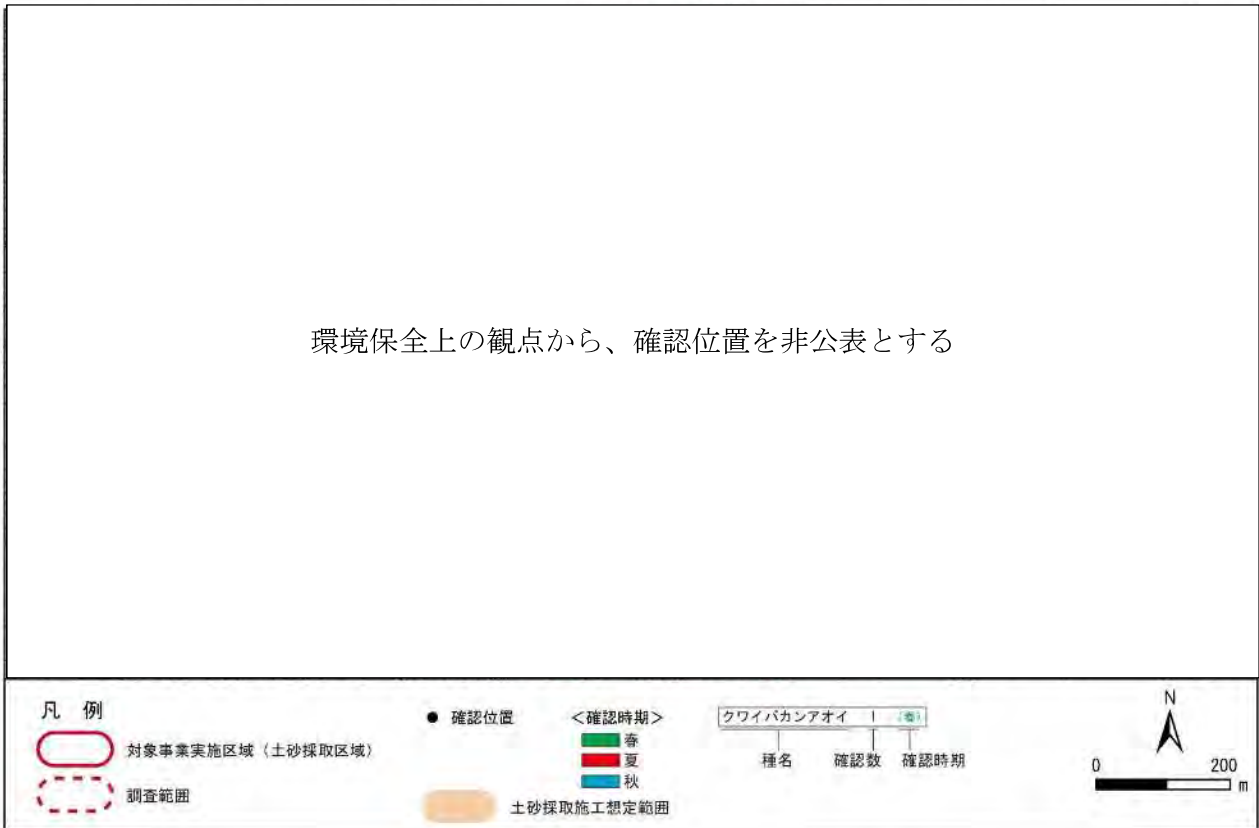 環境保全上の観点から、確認位置を非公表とする
凡 例
対象事業実施区域（土砂採取区域）
調査範囲
● 確認位置
＜確認時期＞
春
夏
秋
土砂採取施工想定範囲
クワイバカンアオイ 1 (春)
種名 確認数 確認時期
N
0 200
m